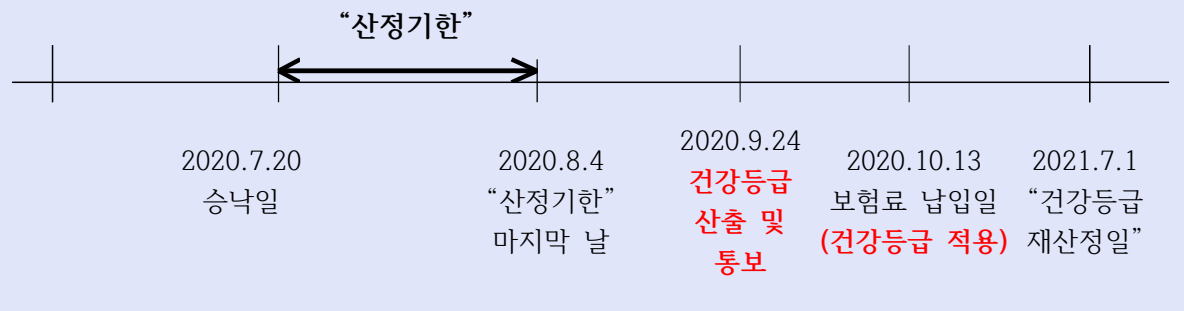 “산정기한”
2020.7.20
승낙일
2020.8.4
“산정기한”
마지막 날
2020.9.24
건강등급
산출 및
통보
2020.10.13
보험료 납입일
(건강등급 적용)
2021.7.1
“건강등급
재산정일”